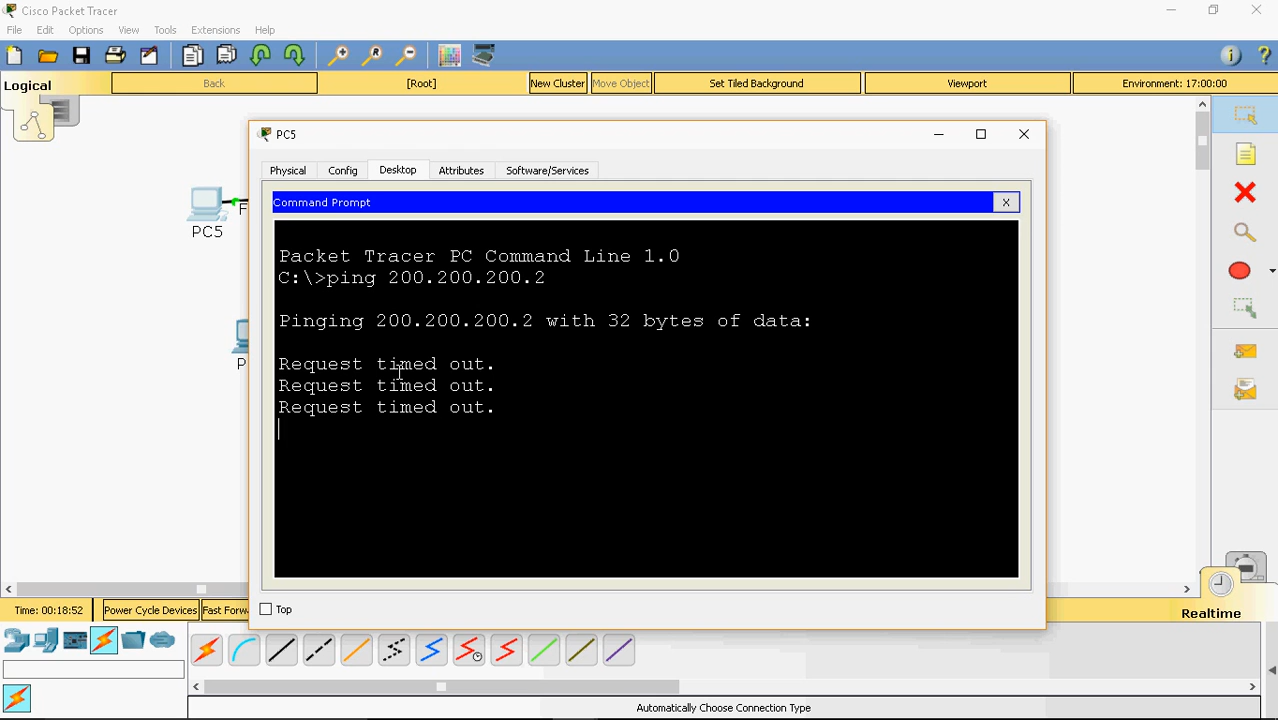 Cisco Packet Tracer
File Edit Options View Tools Extensions Help
Logical
Back
[Root]
New Cluster
Move Object
Set Tiled Background
Viewport
Environment: 17:00:00
PC5
F
P
PC5
Physical Config Desktop Attributes Software/Services
Command Prompt
X
Packet Tracer PC Command Line 1.0
C:\>ping 200.200.200.2
Pinging 200.200.200.2 with 32 bytes of data:
Request timed out.
Request timed out.
Request timed out.
Top
Time: 00:18:52
Power Cycle Devices
Fast Forw
Realtime
Automatically Choose Connection Type